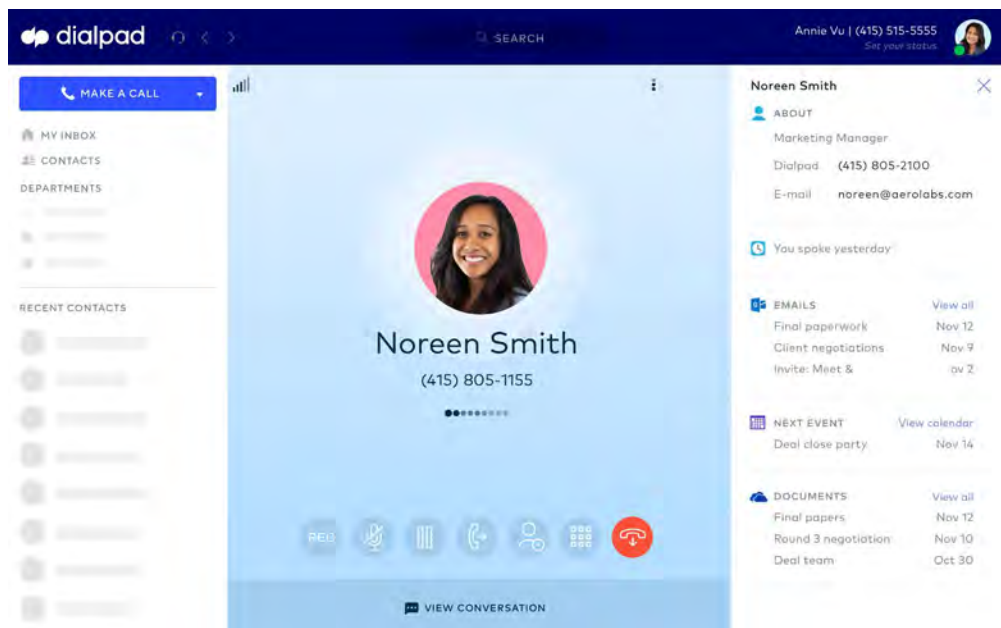 dialpad
SEARCH
Annie Vu | (415) 515-5555
Set your status
MAKE A CALL
MY INBOX
CONTACTS
DEPARTMENTS
RECENT CONTACTS
Noreen Smith
(415) 805-1155
REC
VIEW CONVERSATION
Noreen Smith
ABOUT
Marketing Manager
Dialpad (415) 805-2100
E-mail noreen@aerolabs.com
You spoke yesterday
EMAILS View all
Final paperwork Nov 12
Client negotiations Nov 9
Invite: Meet & ov 2
NEXT EVENT View calendar
Deal close party Nov 14
DOCUMENTS View all
Final papers Nov 12
Round 3 negotiation Nov 10
Deal team Oct 30